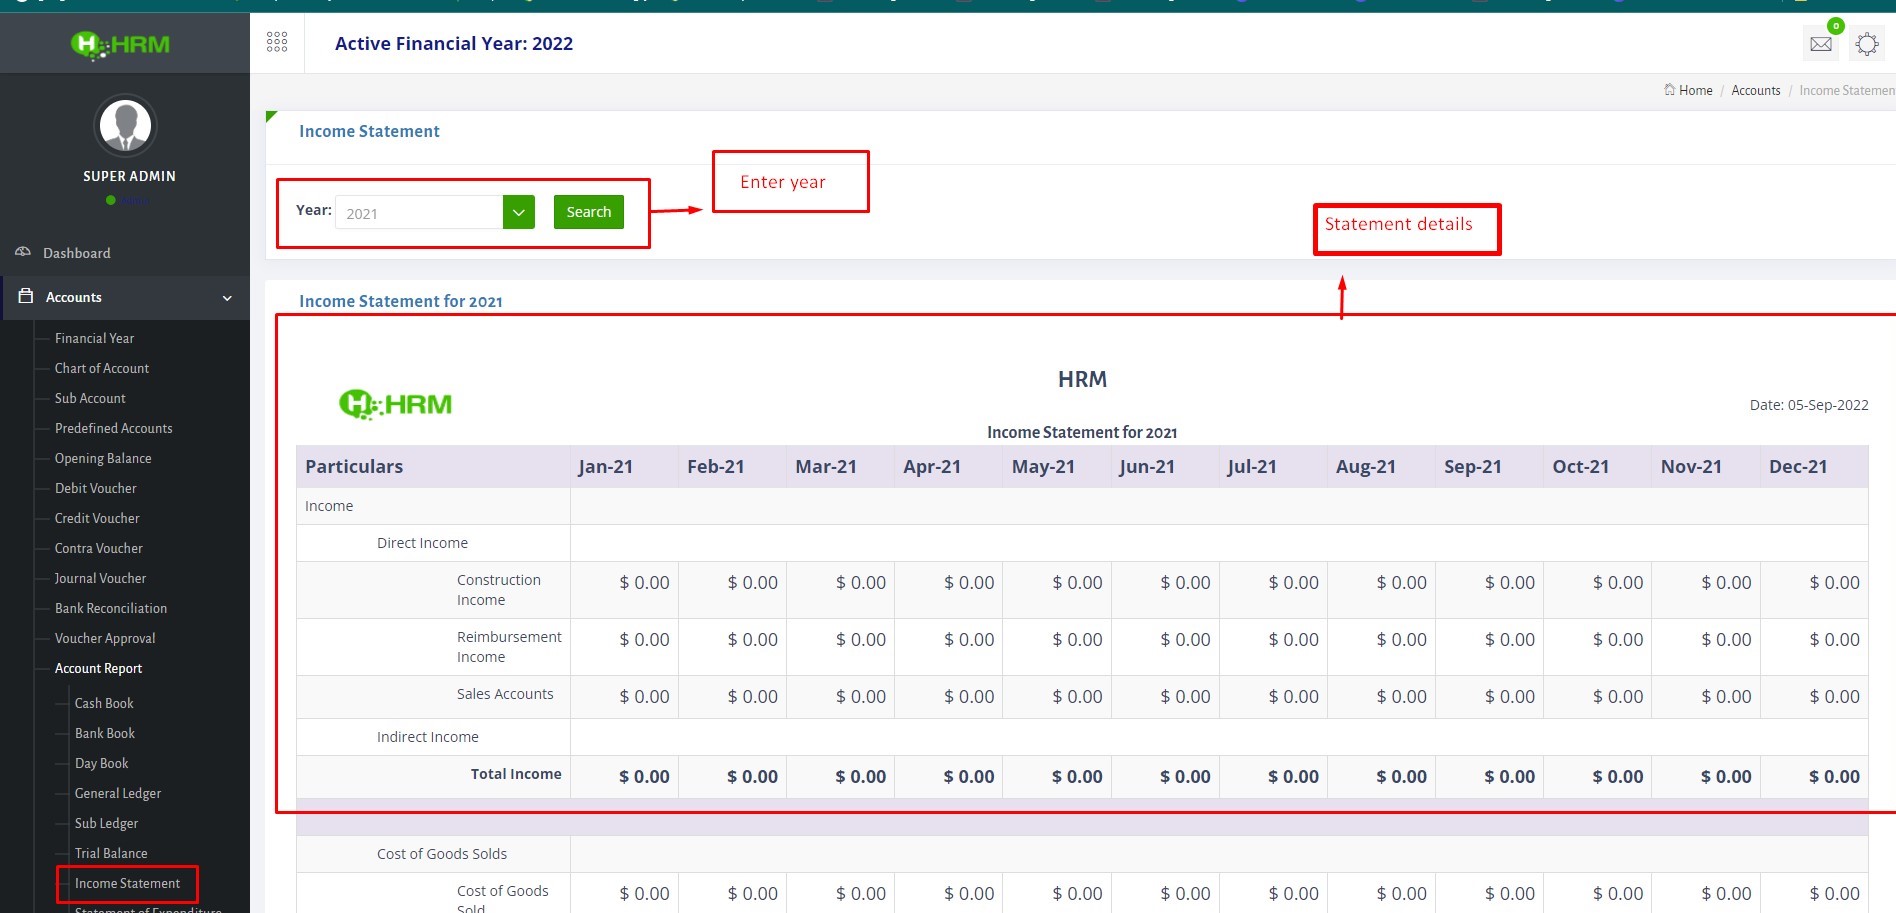 HRM
Active Financial Year: 2022
0
Home / Accounts / Income Statemen
SUPER ADMIN
Income Statement
Enter year
Year:
2021
Search
Statement details
Dashboard
Accounts
Financial Year
Chart of Account
Sub Account
Predefined Accounts
Opening Balance
Debit Voucher
Credit Voucher
Contra Voucher
Journal Voucher
Bank Reconciliation
Voucher Approval
Account Report
Cash Book
Bank Book
Day Book
General Ledger
Sub Ledger
Trial Balance
Income Statement
Statement of Expenditure
Income Statement for 2021
HRM
HRM
Date: 05-Sep-2022
Income Statement for 2021
Particulars Jan-21 Feb-21 Mar-21 Apr-21 May-21 Jun-21 Jul-21 Aug-21 Sep-21 Oct-21 Nov-21 Dec-21
Income
Direct Income
Construction
Income
$ 0.00 $ 0.00 $ 0.00 $ 0.00 $ 0.00 $ 0.00 $ 0.00 $ 0.00 $ 0.00 $ 0.00 $ 0.00 $ 0.00
Reimbursement
Income
$ 0.00 $ 0.00 $ 0.00 $ 0.00 $ 0.00 $ 0.00 $ 0.00 $ 0.00 $ 0.00 $ 0.00 $ 0.00 $ 0.00
Sales Accounts $ 0.00 $ 0.00 $ 0.00 $ 0.00 $ 0.00 $ 0.00 $ 0.00 $ 0.00 $ 0.00 $ 0.00 $ 0.00 $ 0.00
Indirect Income
Total Income $ 0.00 $ 0.00 $ 0.00 $ 0.00 $ 0.00 $ 0.00 $ 0.00 $ 0.00 $ 0.00 $ 0.00 $ 0.00 $ 0.00
Cost of Goods Solds
Cost of Goods
Sold
$ 0.00 $ 0.00 $ 0.00 $ 0.00 $ 0.00 $ 0.00 $ 0.00 $ 0.00 $ 0.00 $ 0.00 $ 0.00 $ 0.00